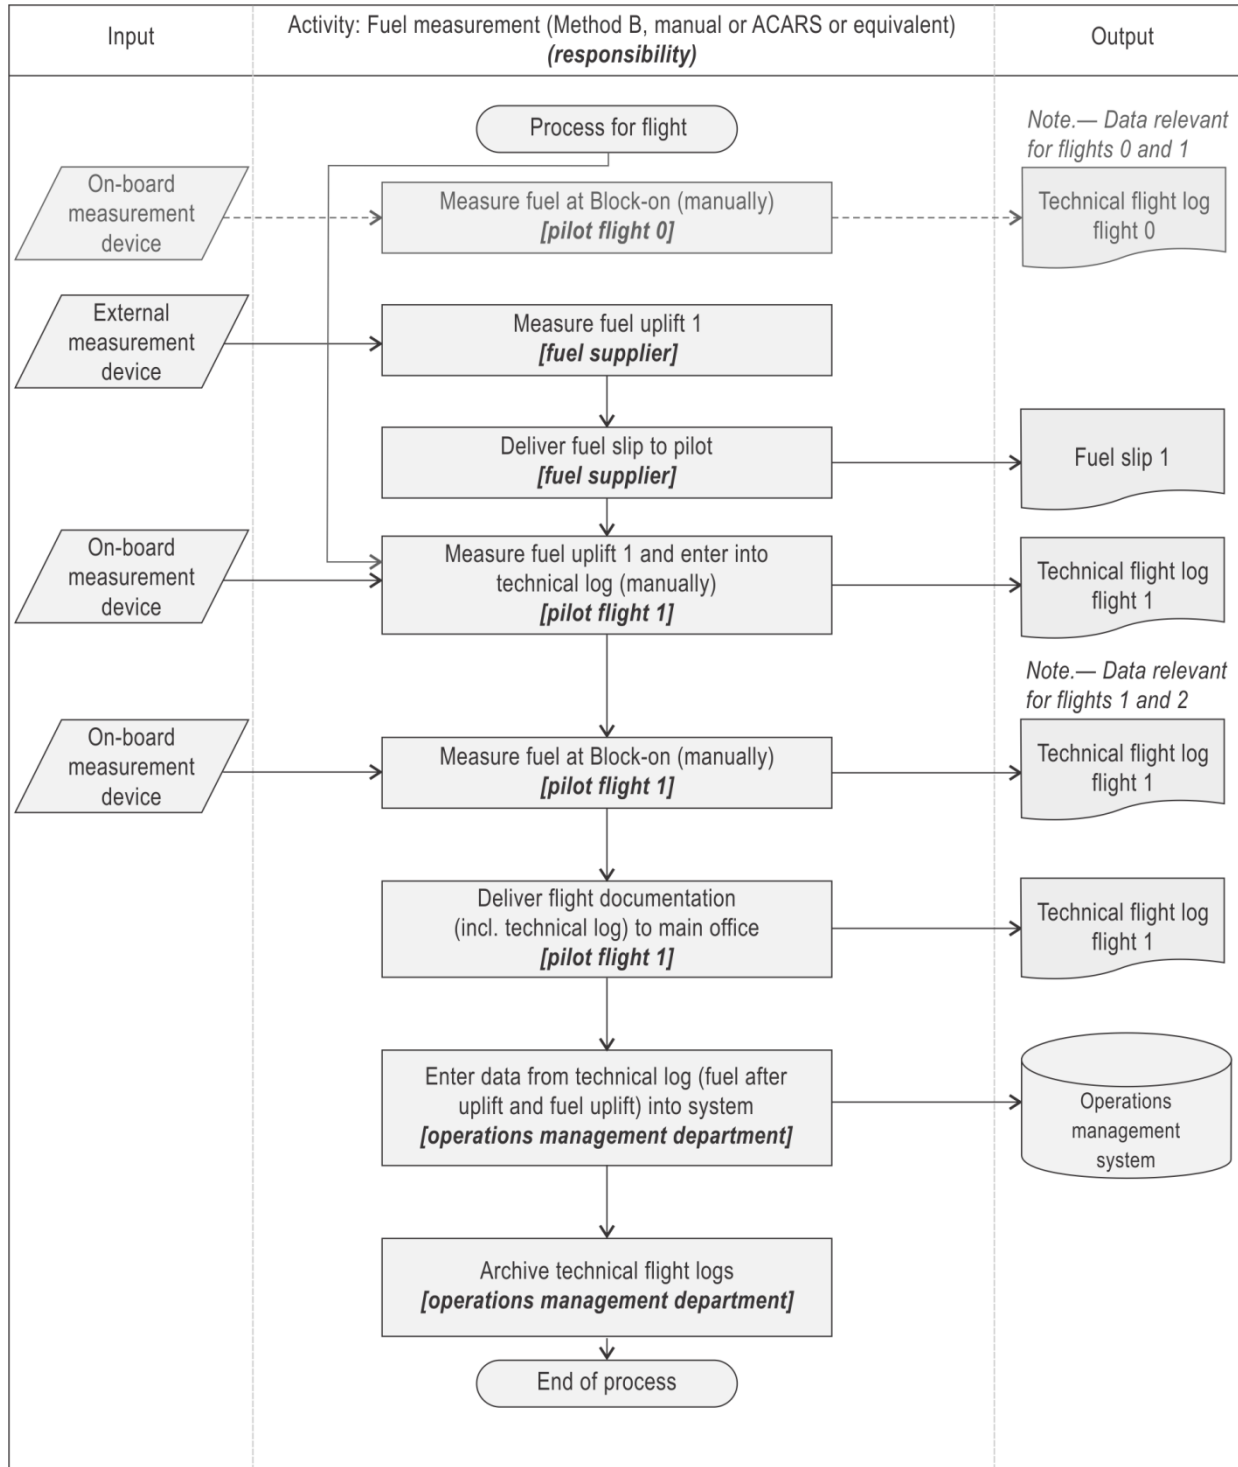 Input
Activity: Fuel measurement (Method B, manual or ACARS or equivalent)
(responsibility)
Output
Process for flight
Note.— Data relevant
for flights 0 and 1
On-board
measurement
device
Measure fuel at Block-on (manually)
[pilot flight 0]
Technical flight log
flight 0
External
measurement
device
Measure fuel uplift 1
[fuel supplier]
Deliver fuel slip to pilot
[fuel supplier]
Fuel slip 1
On-board
measurement
device
Measure fuel uplift 1 and enter into
technical log (manually)
[pilot flight 1]
Technical flight log
flight 1
Note.— Data relevant
for flights 1 and 2
On-board
measurement
device
Measure fuel at Block-on (manually)
[pilot flight 1]
Technical flight log
flight 1
Deliver flight documentation
(incl. technical log) to main office
[pilot flight 1]
Technical flight log
flight 1
Enter data from technical log (fuel after
uplift and fuel uplift) into system
[operations management department]
Operations
management
system
Archive technical flight logs
[operations management department]
End of process